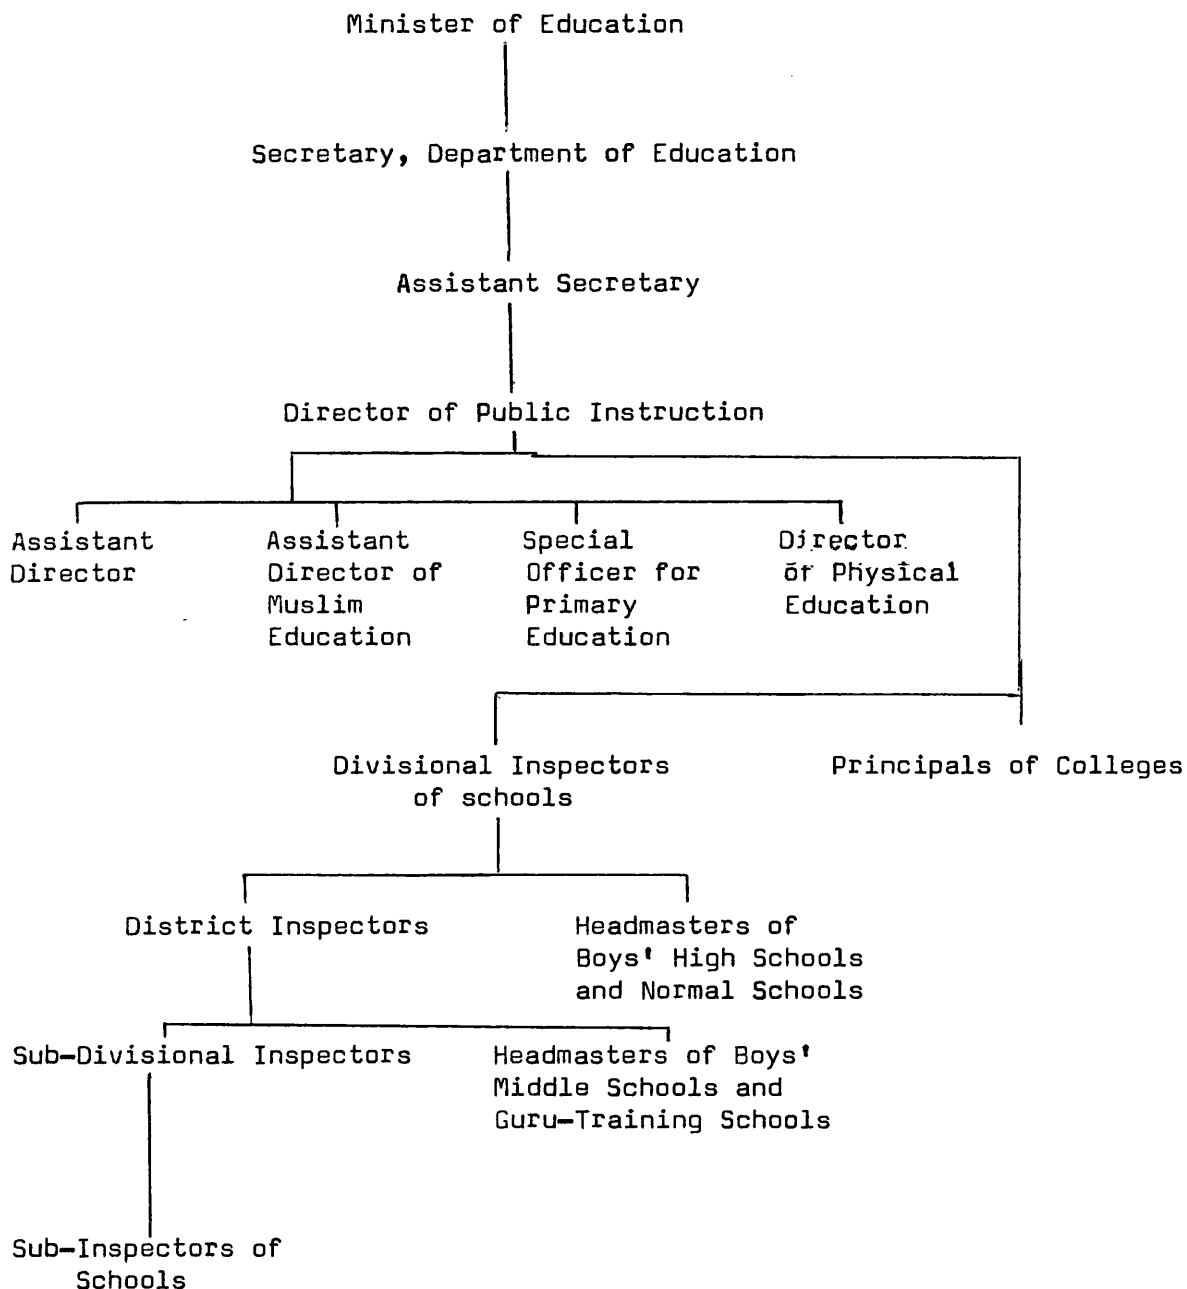 Minister of Education
Secretary, Department of Education
Assistant Secretary
Director of Public Instruction
Assistant
Director
Assistant
Director of
Muslim
Education
Special
Officer for
Primary
Education
Director
of Physical
Education
Divisional Inspectors
of schools
Principals of Colleges
District Inspectors
Headmasters of
Boys' High Schools
and Normal Schools
Sub-Divisional Inspectors
Headmasters of Boys'
Middle Schools and
Guru-Training Schools
Sub-Inspectors of
Schools